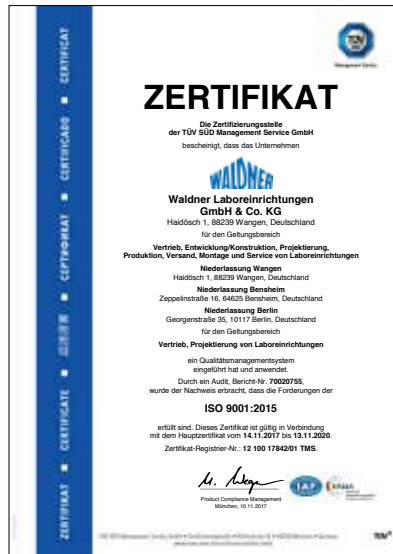 TÜV
SÜD
Management Service
ZERTIFIKAT
Die Zertifizierungsstelle
der TÜV SÜD Management Service GmbH
bescheinigt, dass das Unternehmen
WALDNER
Waldner Laboreinrichtungen
GmbH & Co. KG
Haidösch 1, 88239 Wangen, Deutschland
für den Geltungsbereich
Vertrieb, Entwicklung/Konstruktion, Projektierung,
Produktion, Versand, Montage und Service von Laboreinrichtungen
Niederlassung Wangen
Haidösch 1, 88239 Wangen, Deutschland
Niederlassung Bensheim
Zeppelinstraße 16, 64625 Bensheim, Deutschland
Niederlassung Berlin
Georgenstraße 35, 10117 Berlin, Deutschland
für den Geltungsbereich
Vertrieb, Projektierung von Laboreinrichtungen
ein Qualitätsmanagementsystem
eingeführt hat und anwendet.
Durch ein Audit, Bericht-Nr. 70020755,
wurde der Nachweis erbracht, dass die Forderungen der
ISO 9001:2015
erfüllt sind. Dieses Zertifikat ist gültig in Verbindung
mit dem Hauptzertifikat vom 14.11.2017 bis 13.11.2020.
Zertifikat-Registrier-Nr.: 12 100 17842/01 TMS.
Product Compliance Management
München, 10.11.2017
IAF
DAkkS
TÜV®
ZERTIFIKAT ■ CERTIFICATE ■ ■ СЕРТИФИКАТ ■ CERTIFICADO ■ CERTIFICAT